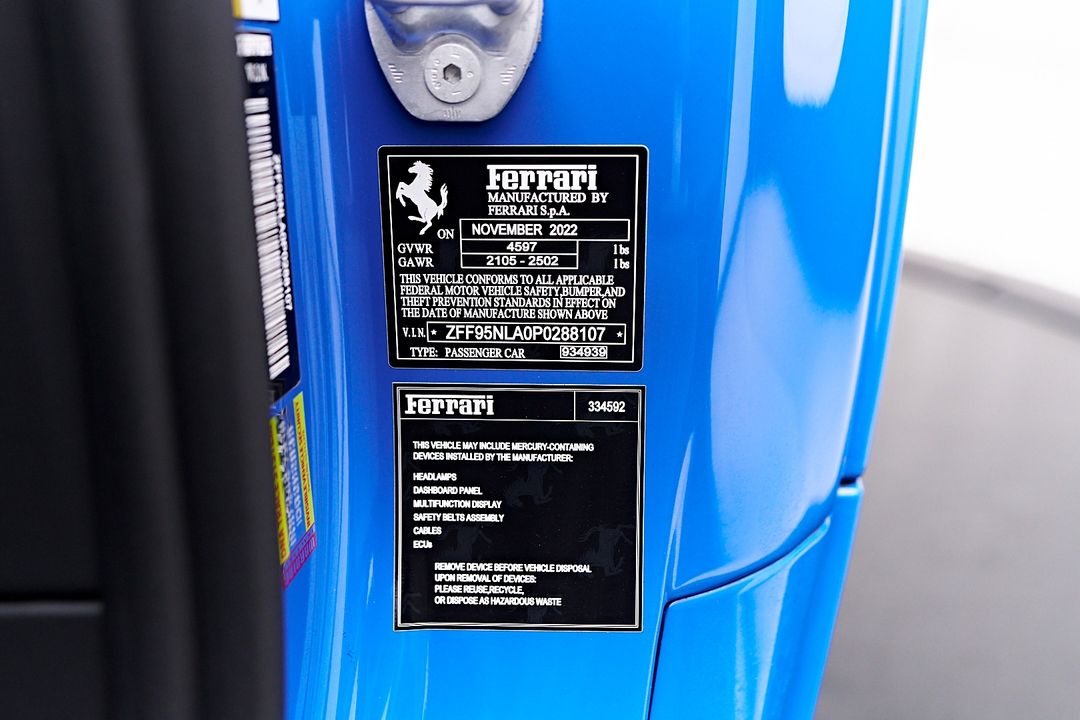 Ferrari
MANUFACTURED BY
FERRARI S.p.A.
ON NOVEMBER 2022
GVWR 4597 lbs
GAWR 2105 - 2502 lbs
THIS VEHICLE CONFORMS TO ALL APPLICABLE
FEDERAL MOTOR VEHICLE SAFETY,BUMPER,AND
THEFT PREVENTION STANDARDS IN EFFECT ON
THE DATE OF MANUFACTURE SHOWN ABOVE
V.I.N. * ZFF95NLA0P0288107 *
TYPE: PASSENGER CAR 934939
Ferrari 334592
THIS VEHICLE MAY INCLUDE MERCURY-CONTAINING
DEVICES INSTALLED BY THE MANUFACTURER:
HEADLAMPS
DASHBOARD PANEL
MULTIFUNCTION DISPLAY
SAFETY BELTS ASSEMBLY
CABLES
ECUs
REMOVE DEVICE BEFORE VEHICLE DISPOSAL
UPON REMOVAL OF DEVICES:
PLEASE REUSE,RECYCLE,
OR DISPOSE AS HAZARDOUS WASTE